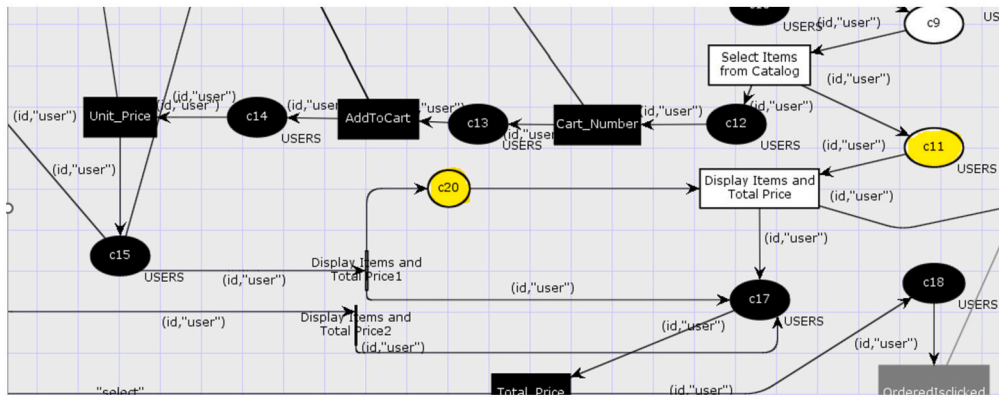 USERS
(id,"user")
c9
US
Select Items
from Catalog
(id,"user")
(id,"user")
(id,"user")
(id,"user")
(id,"user")
Unit_Price
c14
(id,"user")
USERS
AddToCart
c13
USERS
Cart_Number
(id,"user")
c12
USERS
(id,"user")
(id,"user")
c11
USERS
(id,"user")
c20
Display Items and
Total Price
(id,"user")
(id,"user")
c15
USERS
(id,"user")
Display Items and
Total Price1
(id,"user")
c17
USERS
c18
USERS
(id,"user")
Display Items and
Total Price2
(id,"user")
(id,"user")
(id,"user")
"select"
Total_Price
(id,"user")
OrderedIsclicked